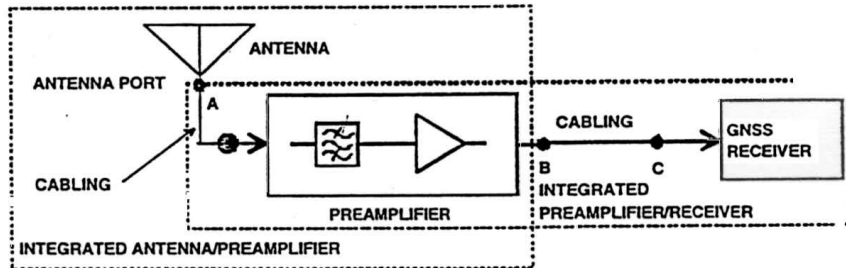 ANTENNA
ANTENNA PORT
A
CABLING
GNSS
RECEIVER
B
C
CABLING
INTEGRATED
PREAMPLIFIER
PREAMPLIFIER/RECEIVER
INTEGRATED ANTENNA/PREAMPLIFIER